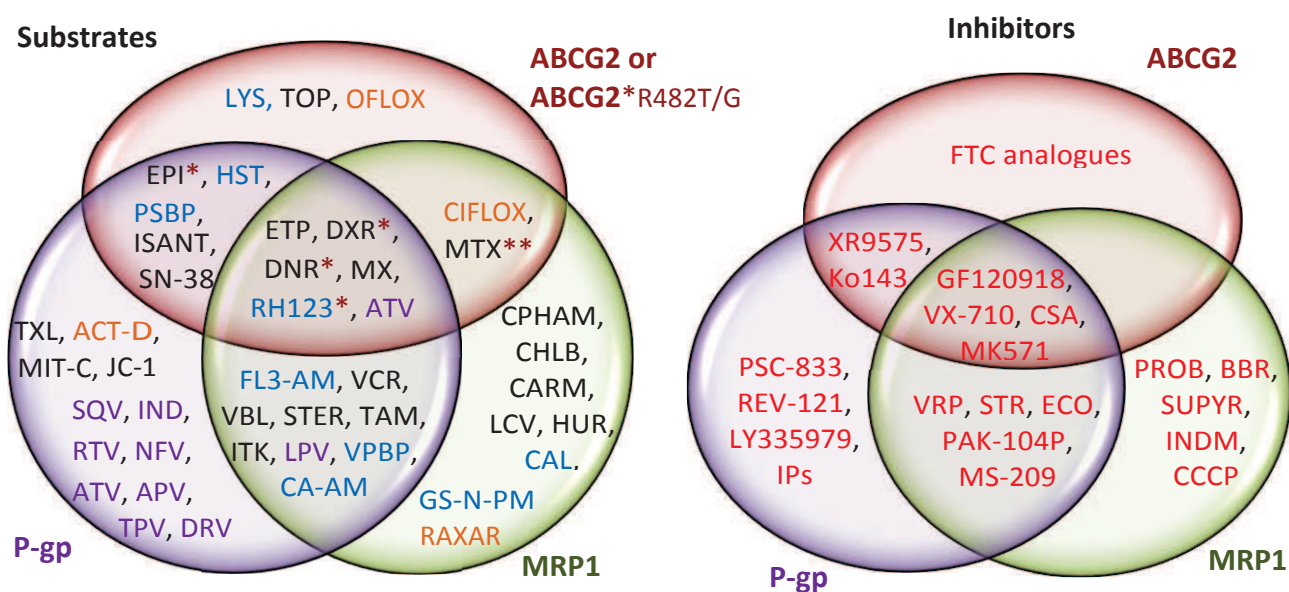 Substrates
ABCG2 or
ABCG2*R482T/G
LYS, TOP, OFLOX
EPI*, HST,
PSBP,
ISANT,
SN-38
ETP, DXR*,
DNR*, MX,
RH123*, ATV
CIFLOX,
MTX**
TXL, ACT-D,
MIT-C, JC-1
SQV, IND,
RTV, NFV,
ATV, APV,
TPV, DRV
FL3-AM, VCR,
VBL, STER, TAM,
ITK, LPV, VPBP,
CA-AM
CPHAM,
CHLB,
CARM,
LCV, HUR,
CAL,
GS-N-PM
RAXAR
P-gp
MRP1
Inhibitors
ABCG2
FTC analogues
XR9575,
Ko143
GF120918,
VX-710, CSA,
MK571
PSC-833,
REV-121,
LY335979,
IPs
VRP, STR, ECO,
PAK-104P,
MS-209
PROB, BBR,
SUPYR,
INDM,
CCCP
P-gp
MRP1